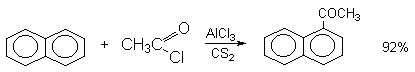 COCH₃
+ CH₃C O Cl AlCl₃ CS₂ 92%